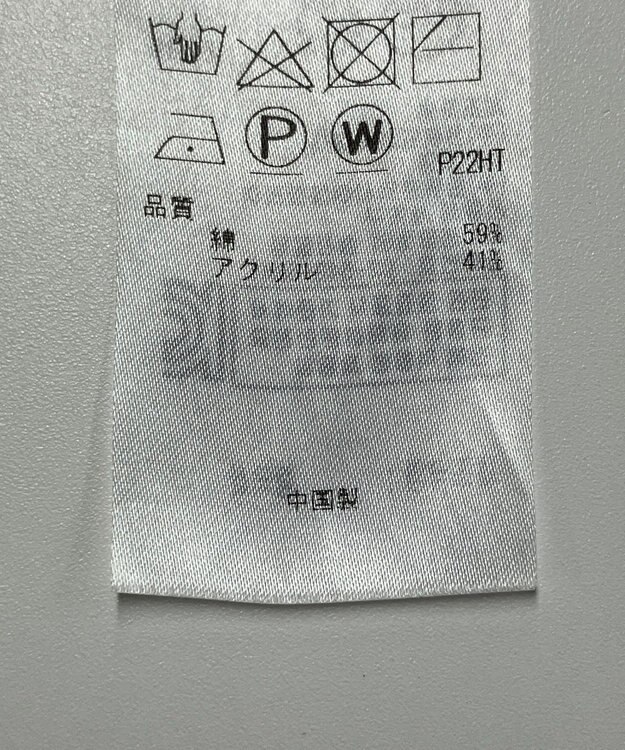 P W
P22HT
品質
綿 59%
アクリル 41%
中国製